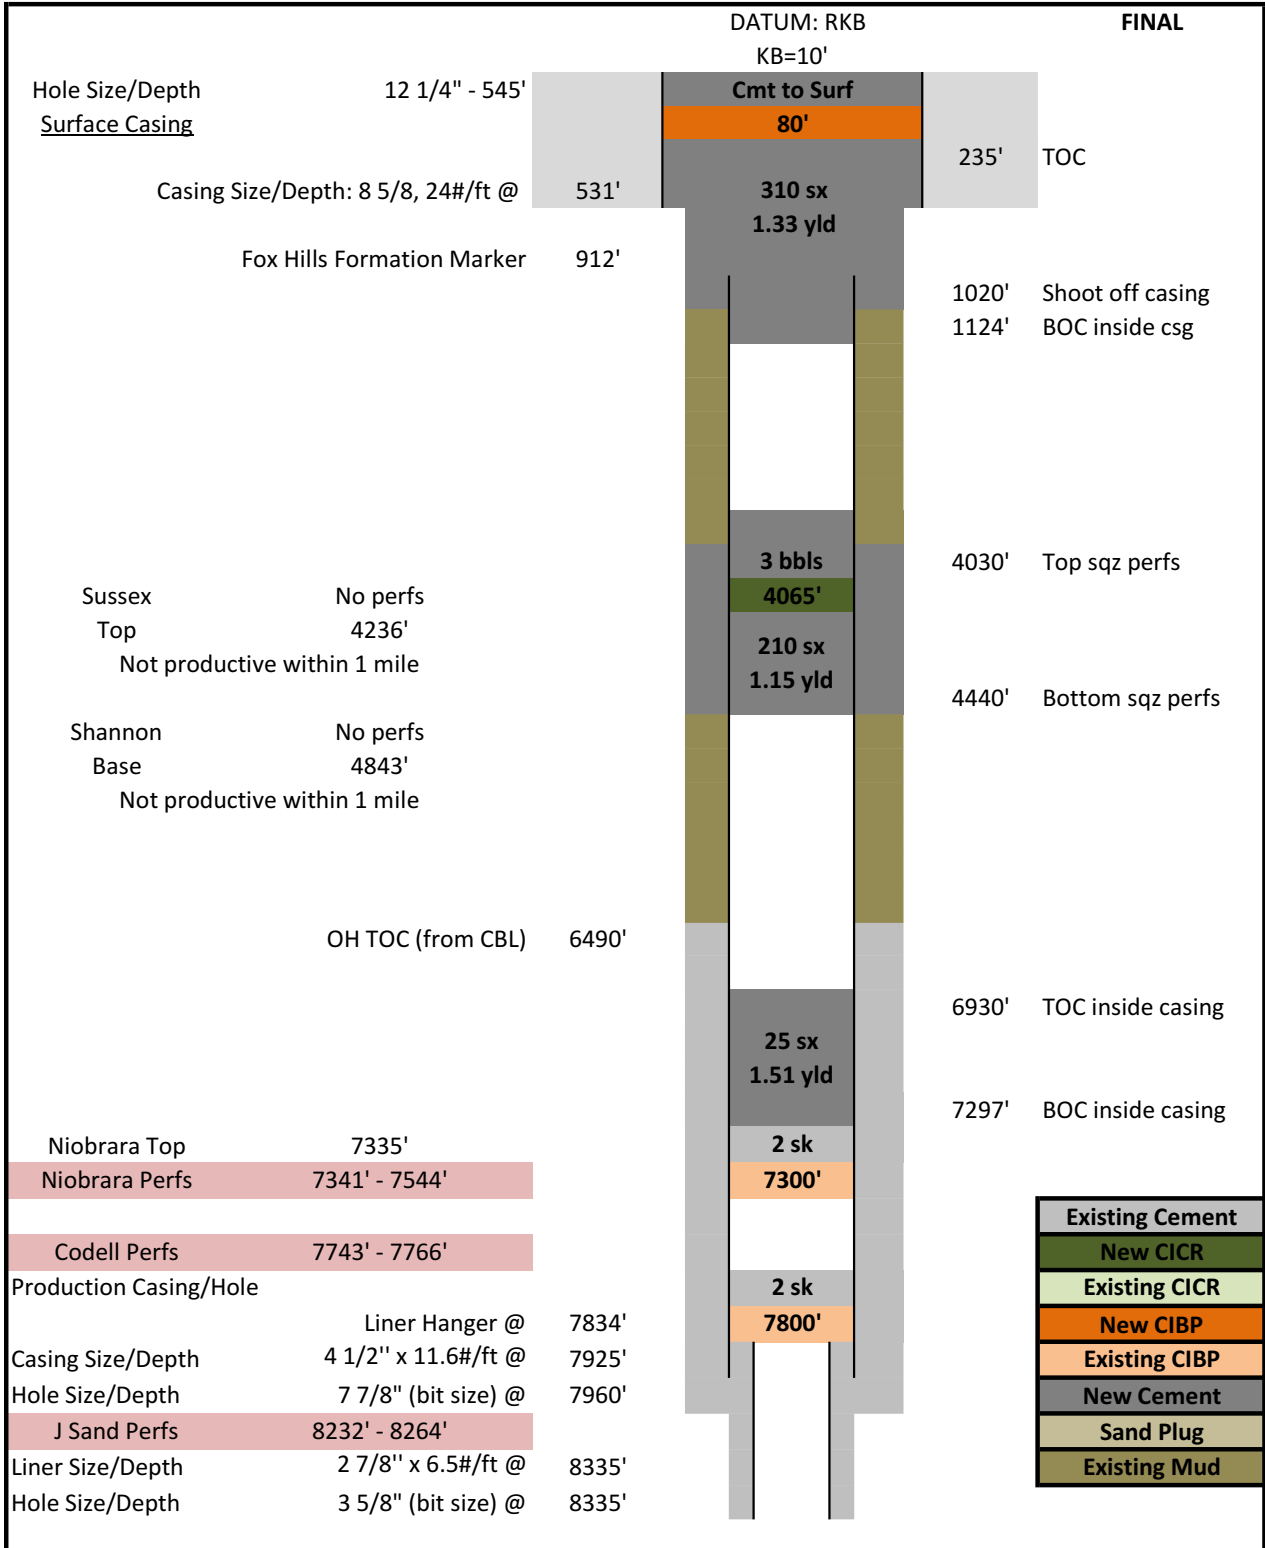 DATUM: RKB FINAL
KB=10'
Hole Size/Depth 12 1/4" - 545' Cmt to Surf
Surface Casing 80'
235' TOC
Casing Size/Depth: 8 5/8, 24#/ft @ 531' 310 sx
1.33 yld
Fox Hills Formation Marker 912'
1020' Shoot off casing
1124' BOC inside csg
3 bbls 4030' Top sqz perfs
Sussex No perfs 4065'
Top 4236'
210 sx
Not productive within 1 mile
1.15 yld
4440' Bottom sqz perfs
Shannon No perfs
Base 4843'
Not productive within 1 mile
OH TOC (from CBL) 6490'
6930' TOC inside casing
25 sx
1.51 yld
7297' BOC inside casing
Niobrara Top 7335' 2 sk
Niobrara Perfs 7341' - 7544' 7300'
Existing Cement
Codell Perfs 7743' - 7766' New CICR
Production Casing/Hole 2 sk Existing CICR
Liner Hanger @ 7834' 7800' New CIBP
Casing Size/Depth 4 1/2'' x 11.6#/ft @ 7925' Existing CIBP
Hole Size/Depth 7 7/8" (bit size) @ 7960' New Cement
J Sand Perfs 8232' - 8264' Sand Plug
Liner Size/Depth 2 7/8'' x 6.5#/ft @ 8335' Existing Mud
Hole Size/Depth 3 5/8" (bit size) @ 8335'